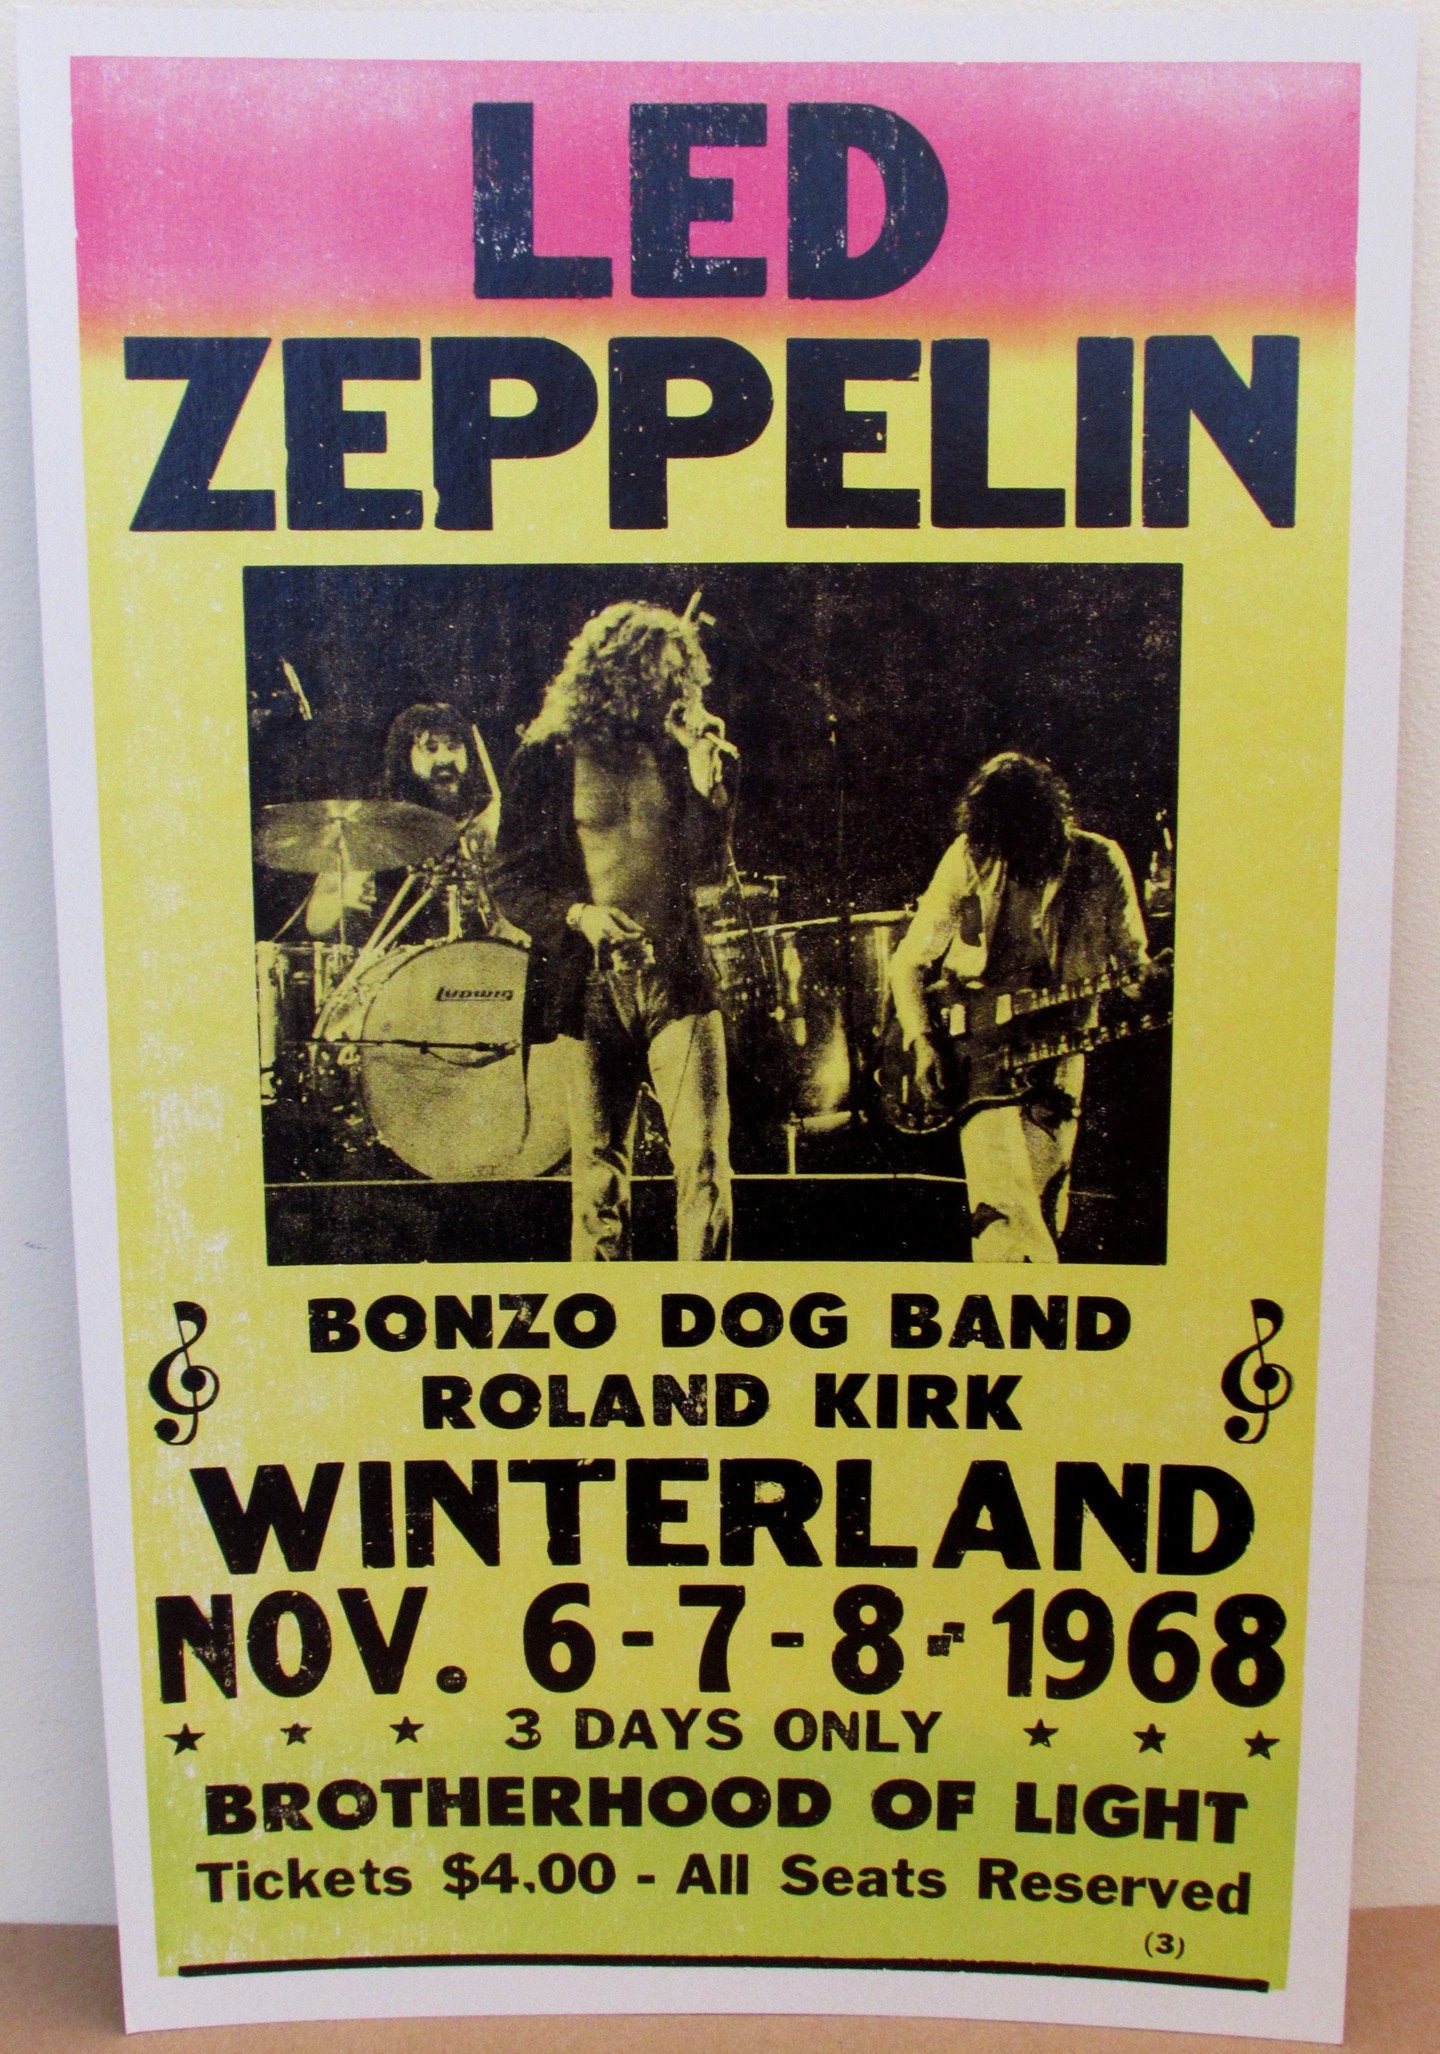 LED
ZEPPELIN
Ludwig
BONZO DOG BAND
ROLAND KIRK
WINTERLAND
NOV. 6-7-8-1968
3 DAYS ONLY
BROTHERHOOD OF LIGHT
Tickets $4.00 - All Seats Reserved
(3)